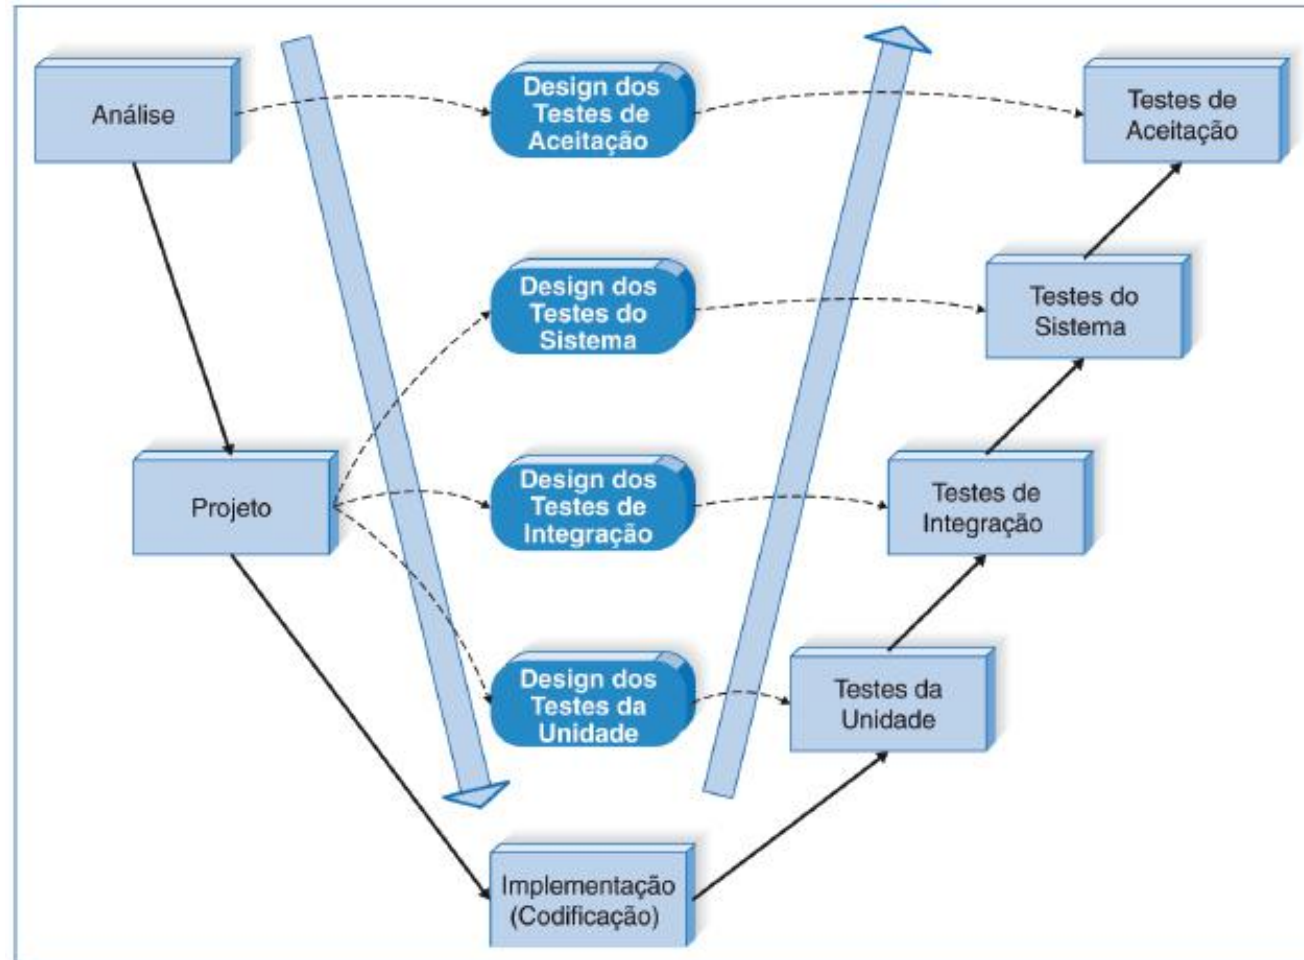 Análise
Design dos
Testes de
Aceitação
Testes de
Aceitação
Design dos
Testes do
Sistema
Testes do
Sistema
Projeto
Design dos
Testes de
Integração
Testes de
Integração
Design dos
Testes da
Unidade
Testes da
Unidade
Implementação
(Codificação)